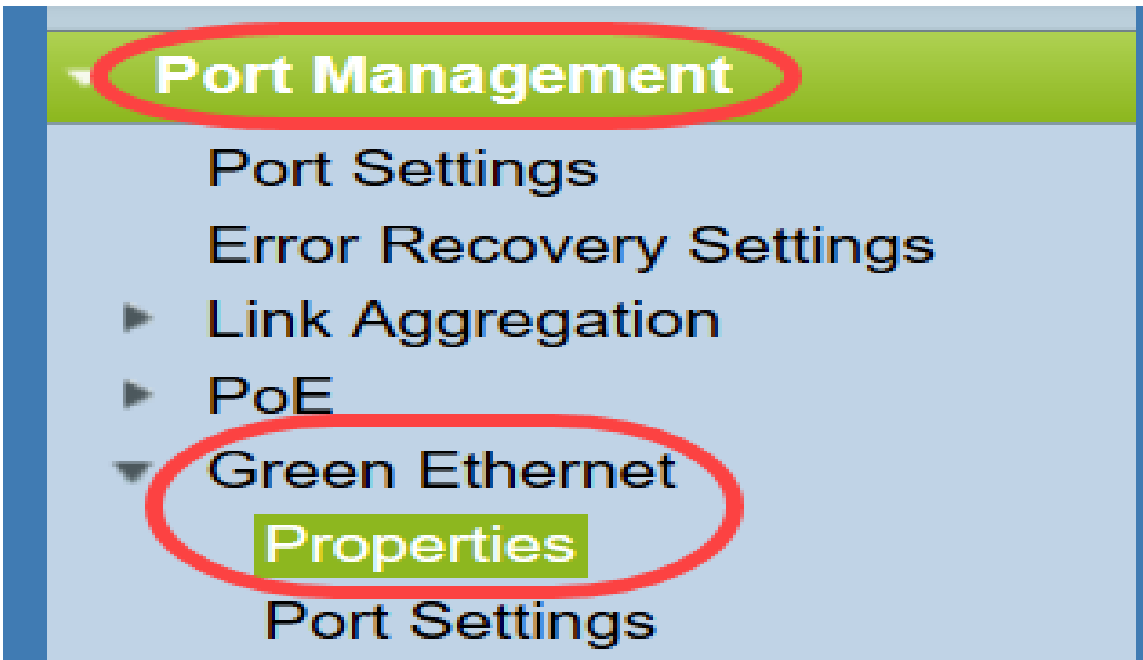 Port Management
Port Settings
Error Recovery Settings
Link Aggregation
PoE
Green Ethernet
Properties
Port Settings